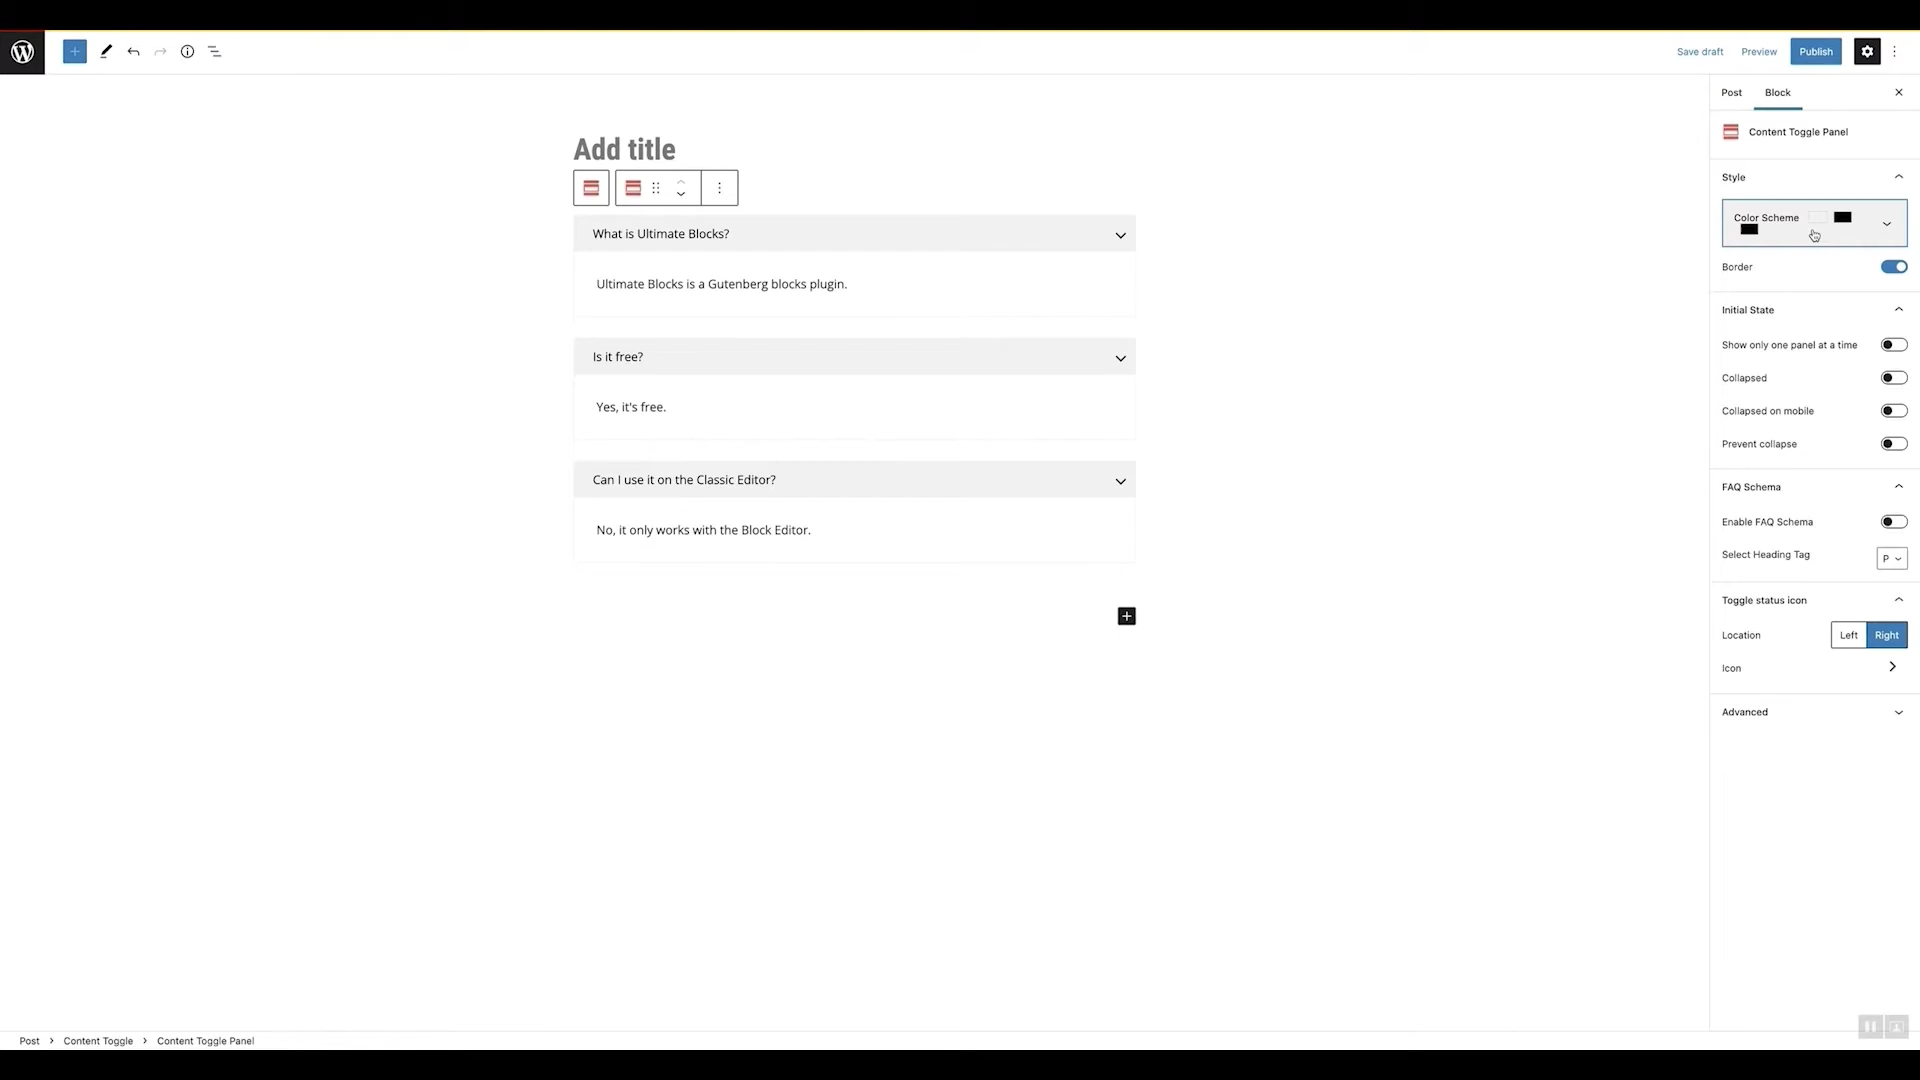 Save draft Preview Publish
Post Block
Content Toggle Panel
Add title
Style
Color Scheme
What is Ultimate Blocks?
Border
Ultimate Blocks is a Gutenberg blocks plugin.
Initial State
Show only one panel at a time
Is it free?
Collapsed
Yes, it's free.
Collapsed on mobile
Prevent collapse
Can I use it on the Classic Editor?
FAQ Schema
Enable FAQ Schema
No, it only works with the Block Editor.
Select Heading Tag P
Toggle status icon
Location Left Right
Icon
Advanced
Post > Content Toggle > Content Toggle Panel